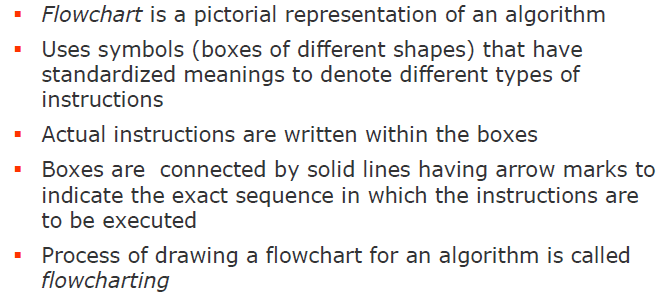 ▪ Flowchart is a pictorial representation of an algorithm
▪ Uses symbols (boxes of different shapes) that have
standardized meanings to denote different types of
instructions
▪ Actual instructions are written within the boxes
▪ Boxes are  connected by solid lines having arrow marks to
indicate the exact sequence in which the instructions are
to be executed
▪ Process of drawing a flowchart for an algorithm is called
flowcharting